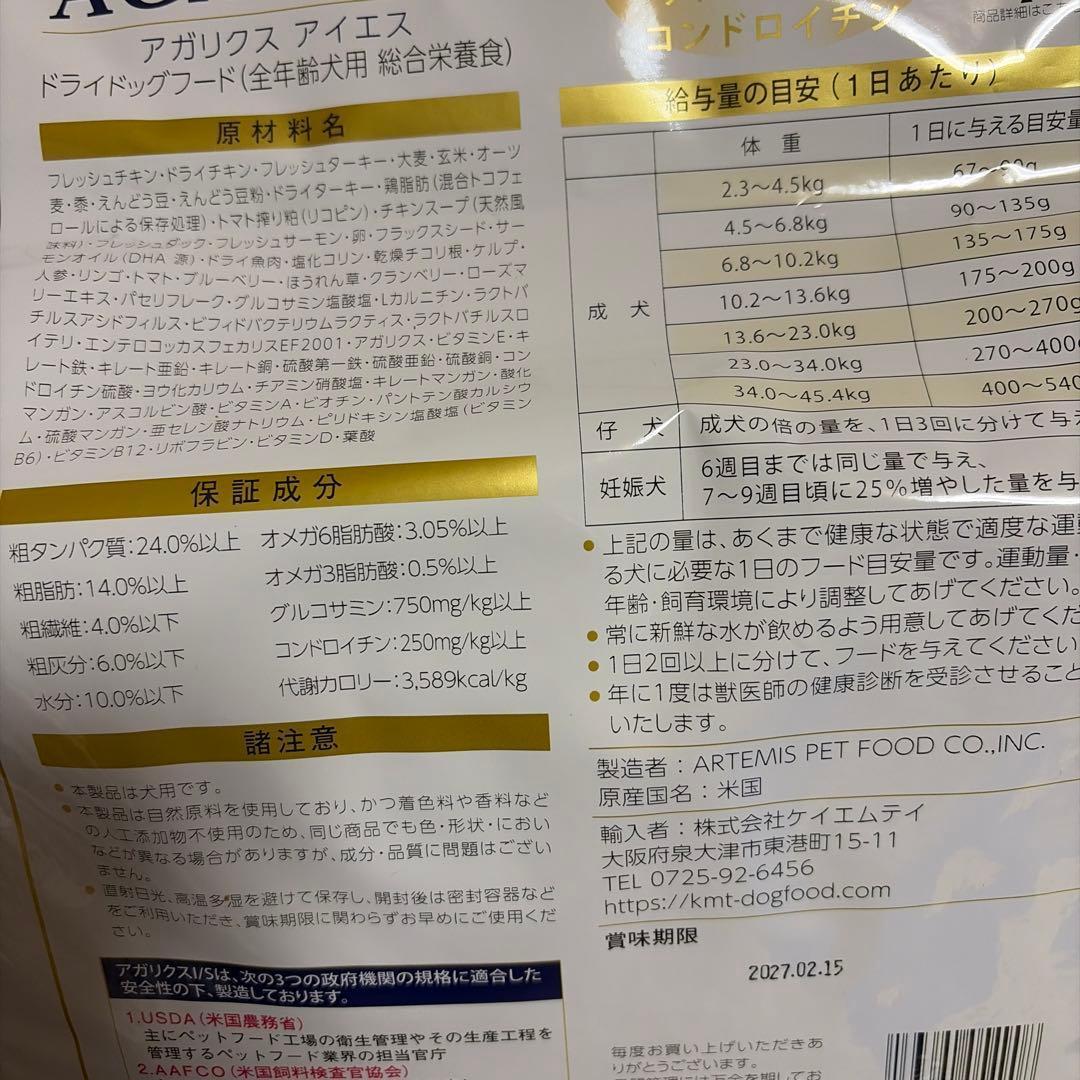 アガリクス アイエス
ドライドッグフード(全年齢犬用 総合栄養食)
原材料名
フレッシュチキン・ドライチキン・フレッシュターキー・大麦・玄米・オーツ
麦・黍・えんどう豆・えんどう豆粉・ドライターキー・鶏脂肪(混合トコフェ
ロールによる保存処理)・トマト搾り粕(リコピン)・チキンスープ(天然風
味料)・フレッシュダック・フレッシュサーモン・卵・フラックスシード・サー
モンオイル(DHA 源)・ドライ魚肉・塩化コリン・乾燥チコリ根・ケルプ・
人参・リンゴ・トマト・ブルーベリー・ほうれん草・クランベリー・ローズマ
リーエキス・パセリフレーク・グルコサミン塩酸塩・Lカルニチン・ラクトバ
チルスアシドフィルス・ビフィドバクテリウムラクティス・ラクトバチルスロ
イテリ・エンテロコッカスフェカリスEF2001・アガリクス・ビタミンE・キ
レート鉄・キレート亜鉛・キレート銅・硫酸第一鉄・硫酸亜鉛・硫酸銅・コン
ドロイチン硫酸・ヨウ化カリウム・チアミン硝酸塩・キレートマンガン・酸化
マンガン・アスコルビン酸・ビタミンA・ビオチン・パントテン酸カルシウ
ム・硫酸マンガン・亜セレン酸ナトリウム・ピリドキシン塩酸塩(ビタミン
B6)・ビタミンB12・リボフラビン・ビタミンD・葉酸
保証成分
粗タンパク質:24.0%以上 オメガ6脂肪酸:3.05%以上
粗脂肪:14.0%以上 オメガ3脂肪酸:0.5%以上
粗繊維:4.0%以下 グルコサミン:750mg/kg以上
粗灰分:6.0%以下 コンドロイチン:250mg/kg以上
水分:10.0%以下 代謝カロリー:3,589kcal/kg
諸注意
● 本製品は犬用です。
● 本製品は自然原料を使用しており、かつ着色料や香料など
の人工添加物不使用のため、同じ商品でも色・形状・におい
などが異なる場合がありますが、成分・品質に問題はござい
ません。
● 直射日光、高温多湿を避けて保存し、開封後は密封容器など
をご利用いただき、賞味期限に関わらずお早めにご使用くだ
さい。
アガリクスI/Sは、次の3つの政府機関の規格に適合した
安全性の下、製造しております。
1.USDA(米国農務省)
主にペットフード工場の衛生管理やその生産工程を
管理するペットフード業界の担当官庁
2.AAFCO(米国飼料検査官協会)
コンドロイチン
商品詳細はこち
給与量の目安(1日あたり)
体 重 1日に与える目安量
成 犬
2.3〜4.5kg
4.5〜6.8kg 90〜135g
6.8〜10.2kg 135〜175g
10.2〜13.6kg 175〜200g
13.6〜23.0kg 200〜270g
23.0〜34.0kg 270〜400
34.0〜45.4kg 400〜540
仔 犬 成犬の倍の量を、1日3回に分けて与え
妊娠犬 6週目までは同じ量で与え、
7〜9週目頃に25%増やした量を与
● 上記の量は、あくまで健康な状態で適度な運動
る犬に必要な1日のフード目安量です。運動量・
年齢・飼育環境により調整してあげてください。
● 常に新鮮な水が飲めるよう用意してあげてくだ
● 1日2回以上に分けて、フードを与えてください
● 年に1度は獣医師の健康診断を受診させること
いたします。
製造者:ARTEMIS PET FOOD CO.,INC.
原産国名:米国
輸入者:株式会社ケイエムテイ
大阪府泉大津市東港町15-11
TEL 0725-92-6456
https://kmt-dogfood.com
賞味期限
2027.02.15
毎度お買い上げいただきあ
りがとうございます。